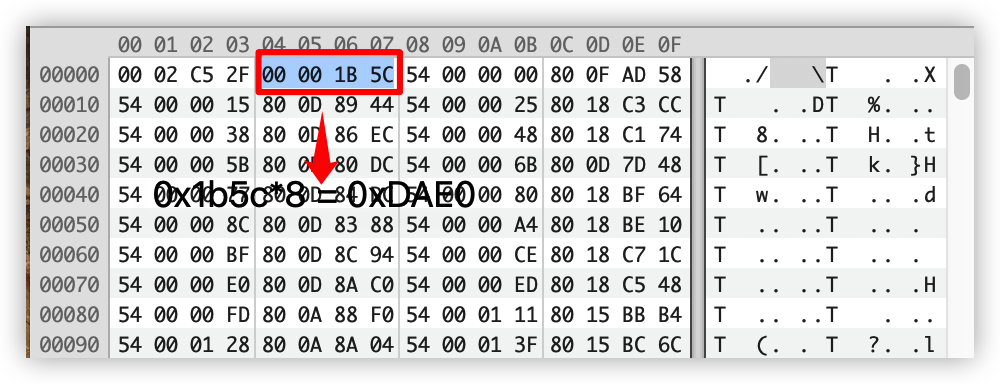 00 01 02 03 04 05 06 07 08 09 0A 0B 0C 0D 0E 0F
00000 00 02 C5 2F 00 00 1B 5C 54 00 00 00 80 0F AD 58 ./ \T . .X
00010 54 00 00 15 80 0D 89 44 54 00 00 25 80 18 C3 CC T . ..DT %. ..
00020 54 00 00 38 80 0D 86 EC 54 00 00 48 80 18 C1 74 T 8. ..T H. .t
00030 54 00 00 5B 80 80 DC 54 00 00 6B 80 0D 7D 48 T [. ..T k. }H
00040 54 00 80 0D 00 80 80 18 BF 64 T w. ..T . .d
0x1b5c*8 = 0xDAE0
00050 54 00 00 8C 80 0D 83 88 54 00 00 A4 80 18 BE 10 T .. ..T .. .
00060 54 00 00 BF 80 0D 8C 94 54 00 00 CE 80 18 C7 1C T .. ..T .. .
00070 54 00 00 E0 80 0D 8A C0 54 00 00 ED 80 18 C5 48 T .. ..T .. .H
00080 54 00 00 FD 80 0A 88 F0 54 00 01 11 80 15 BB B4 T .. ..T . ..
00090 54 00 01 28 80 0A 8A 04 54 00 01 3F 80 15 BC 6C T (. ..T ?. .l